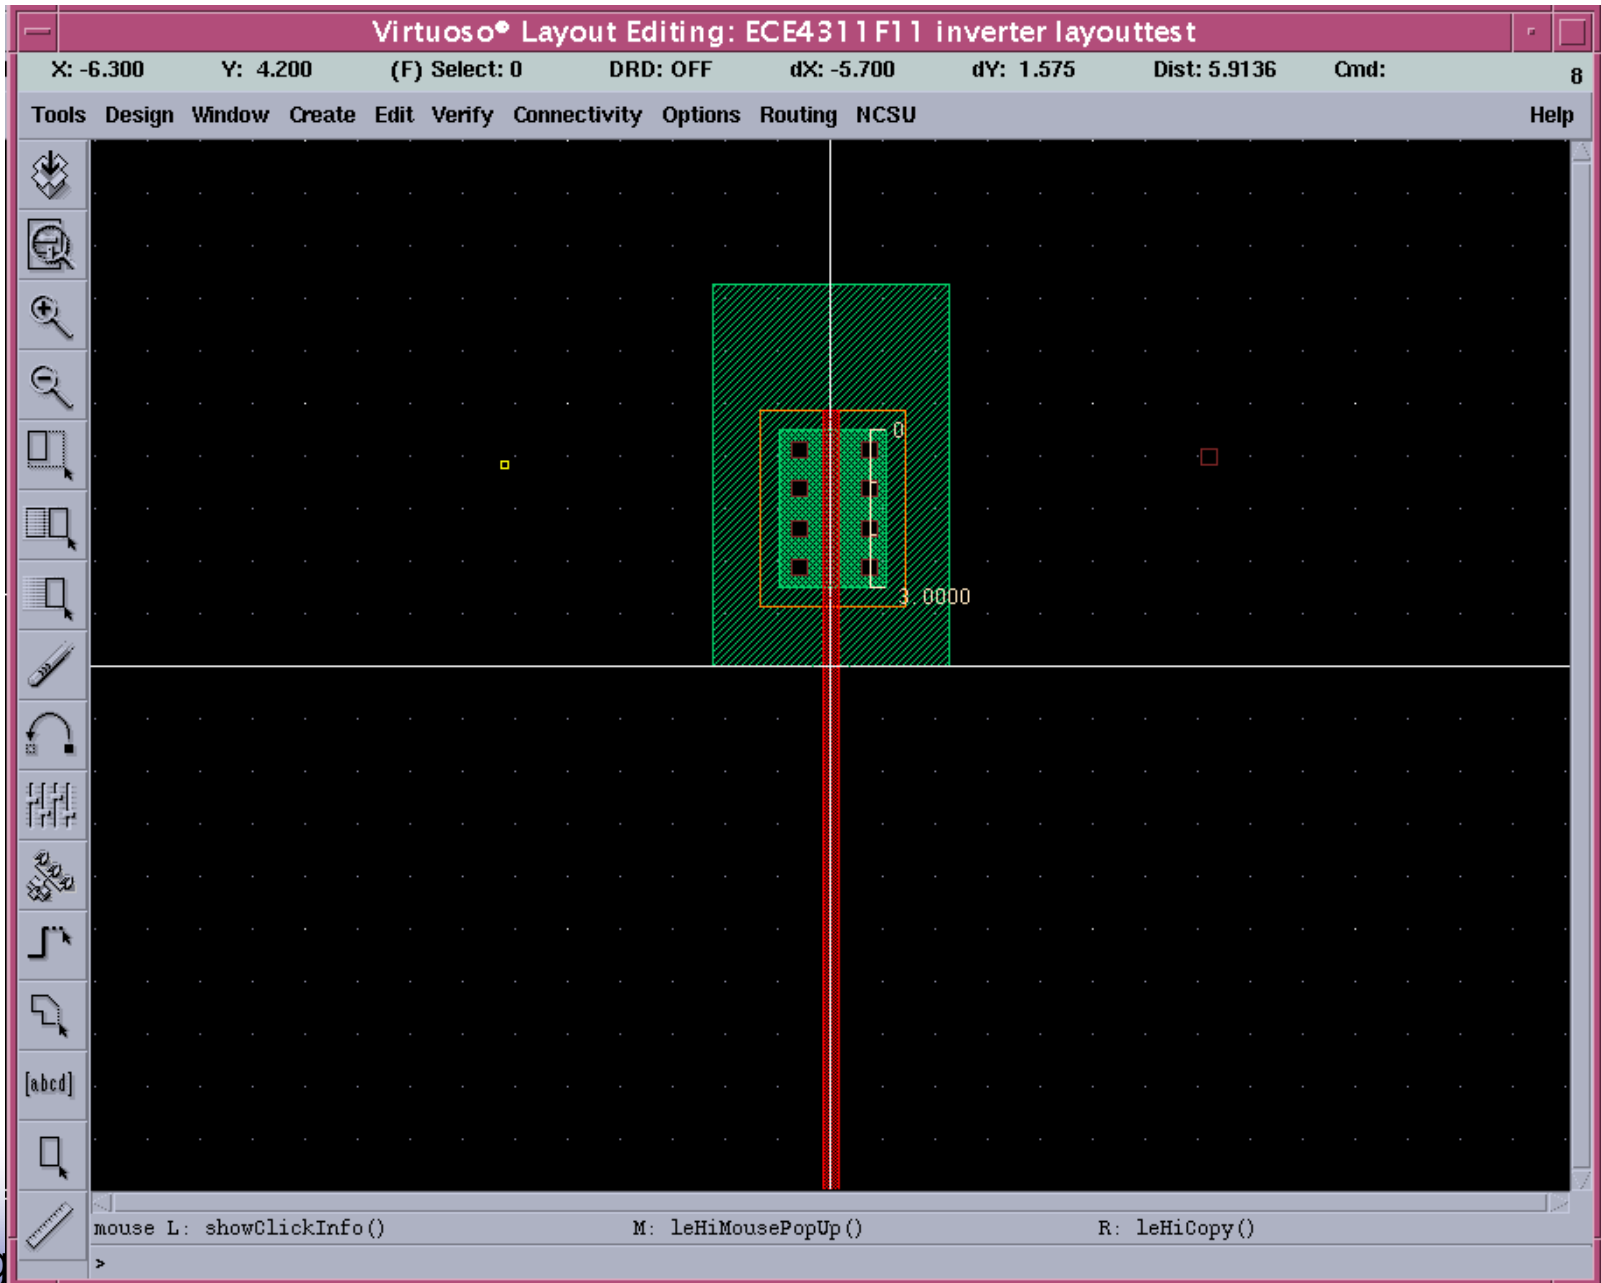 Virtuoso® Layout Editing: ECE4311F11 inverter layouttest
X: -6.300 Y: 4.200 (F) Select: 0 DRD: OFF dX: -5.700 dY: 1.575 Dist: 5.9136 Cmd: 8
Tools Design Window Create Edit Verify Connectivity Options Routing NCSU Help
0
3.0000
[abcd]
mouse L: showClickInfo() M: leHiMousePopUp() R: leHiCopy()
>